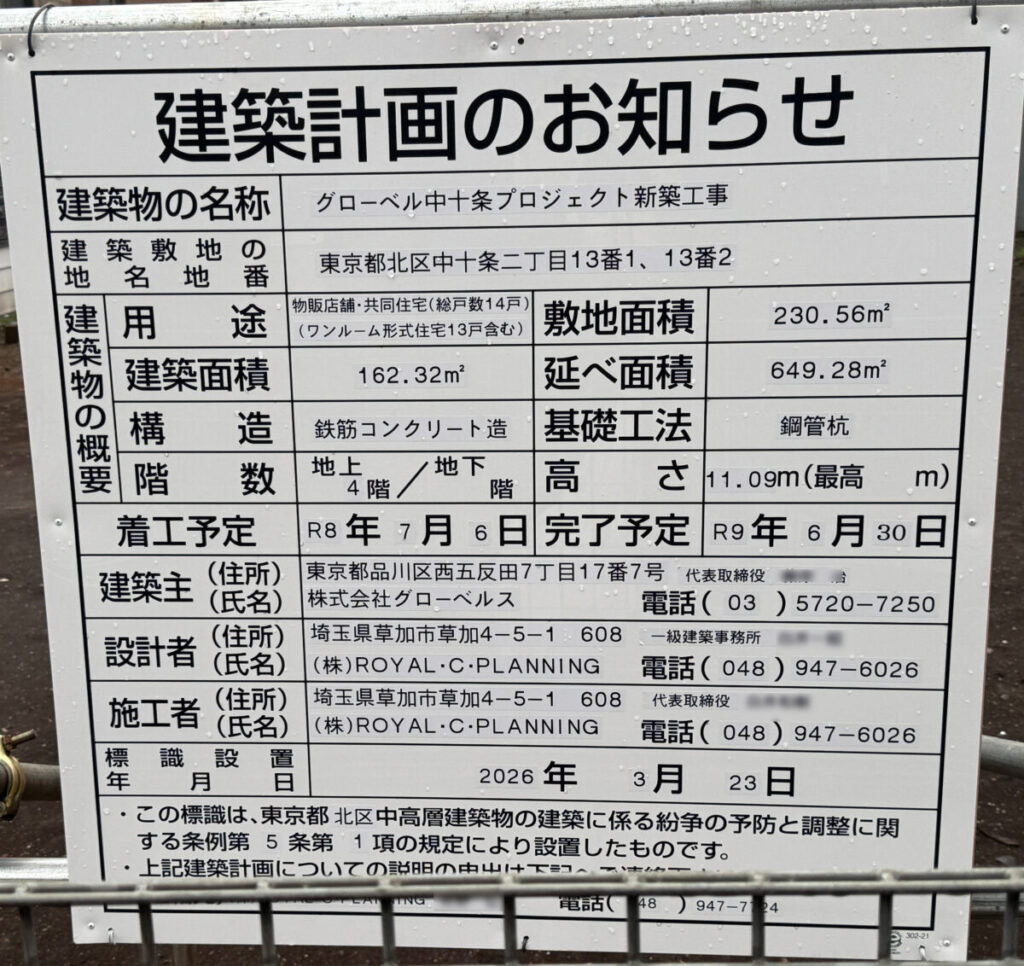 建築計画のお知らせ
建築物の名称 グローベル中十条プロジェクト新築工事
建築敷地の地名地番 東京都北区中十条二丁目13番1、13番2
建築物の概要
用途 物販店舗・共同住宅(総戸数14戸)
(ワンルーム形式住宅13戸含む)
敷地面積 230.56㎡
建築面積 162.32㎡ 延べ面積 649.28㎡
構造 鉄筋コンクリート造 基礎工法 鋼管杭
階数 地上4階/地下 階 高さ 11.09m(最高 m)
着工予定 R8年 7月 6日 完了予定 R9年 6月 30日
建築主 (住所) 東京都品川区西五反田7丁目17番7号 代表取締役
(氏名) 株式会社グローベルス 電話( 03 )5720-7250
設計者 (住所) 埼玉県草加市草加4-5-1 608 一級建築事務所
(氏名) (株)ROYAL・C・PLANNING 電話( 048 )947-6026
施工者 (住所) 埼玉県草加市草加4-5-1 608 代表取締役
(氏名) (株)ROYAL・C・PLANNING 電話( 048 )947-6026
標識設置年月日 2026年 3月 23日
・この標識は、東京都 北区中高層建築物の建築に係る紛争の予防と調整に関
する条例第 5 条第 1 項の規定により設置したものです。
・上記建築計画についての説明の申出は下記へ
PLANNING 電話( 48 )947-7
302-21